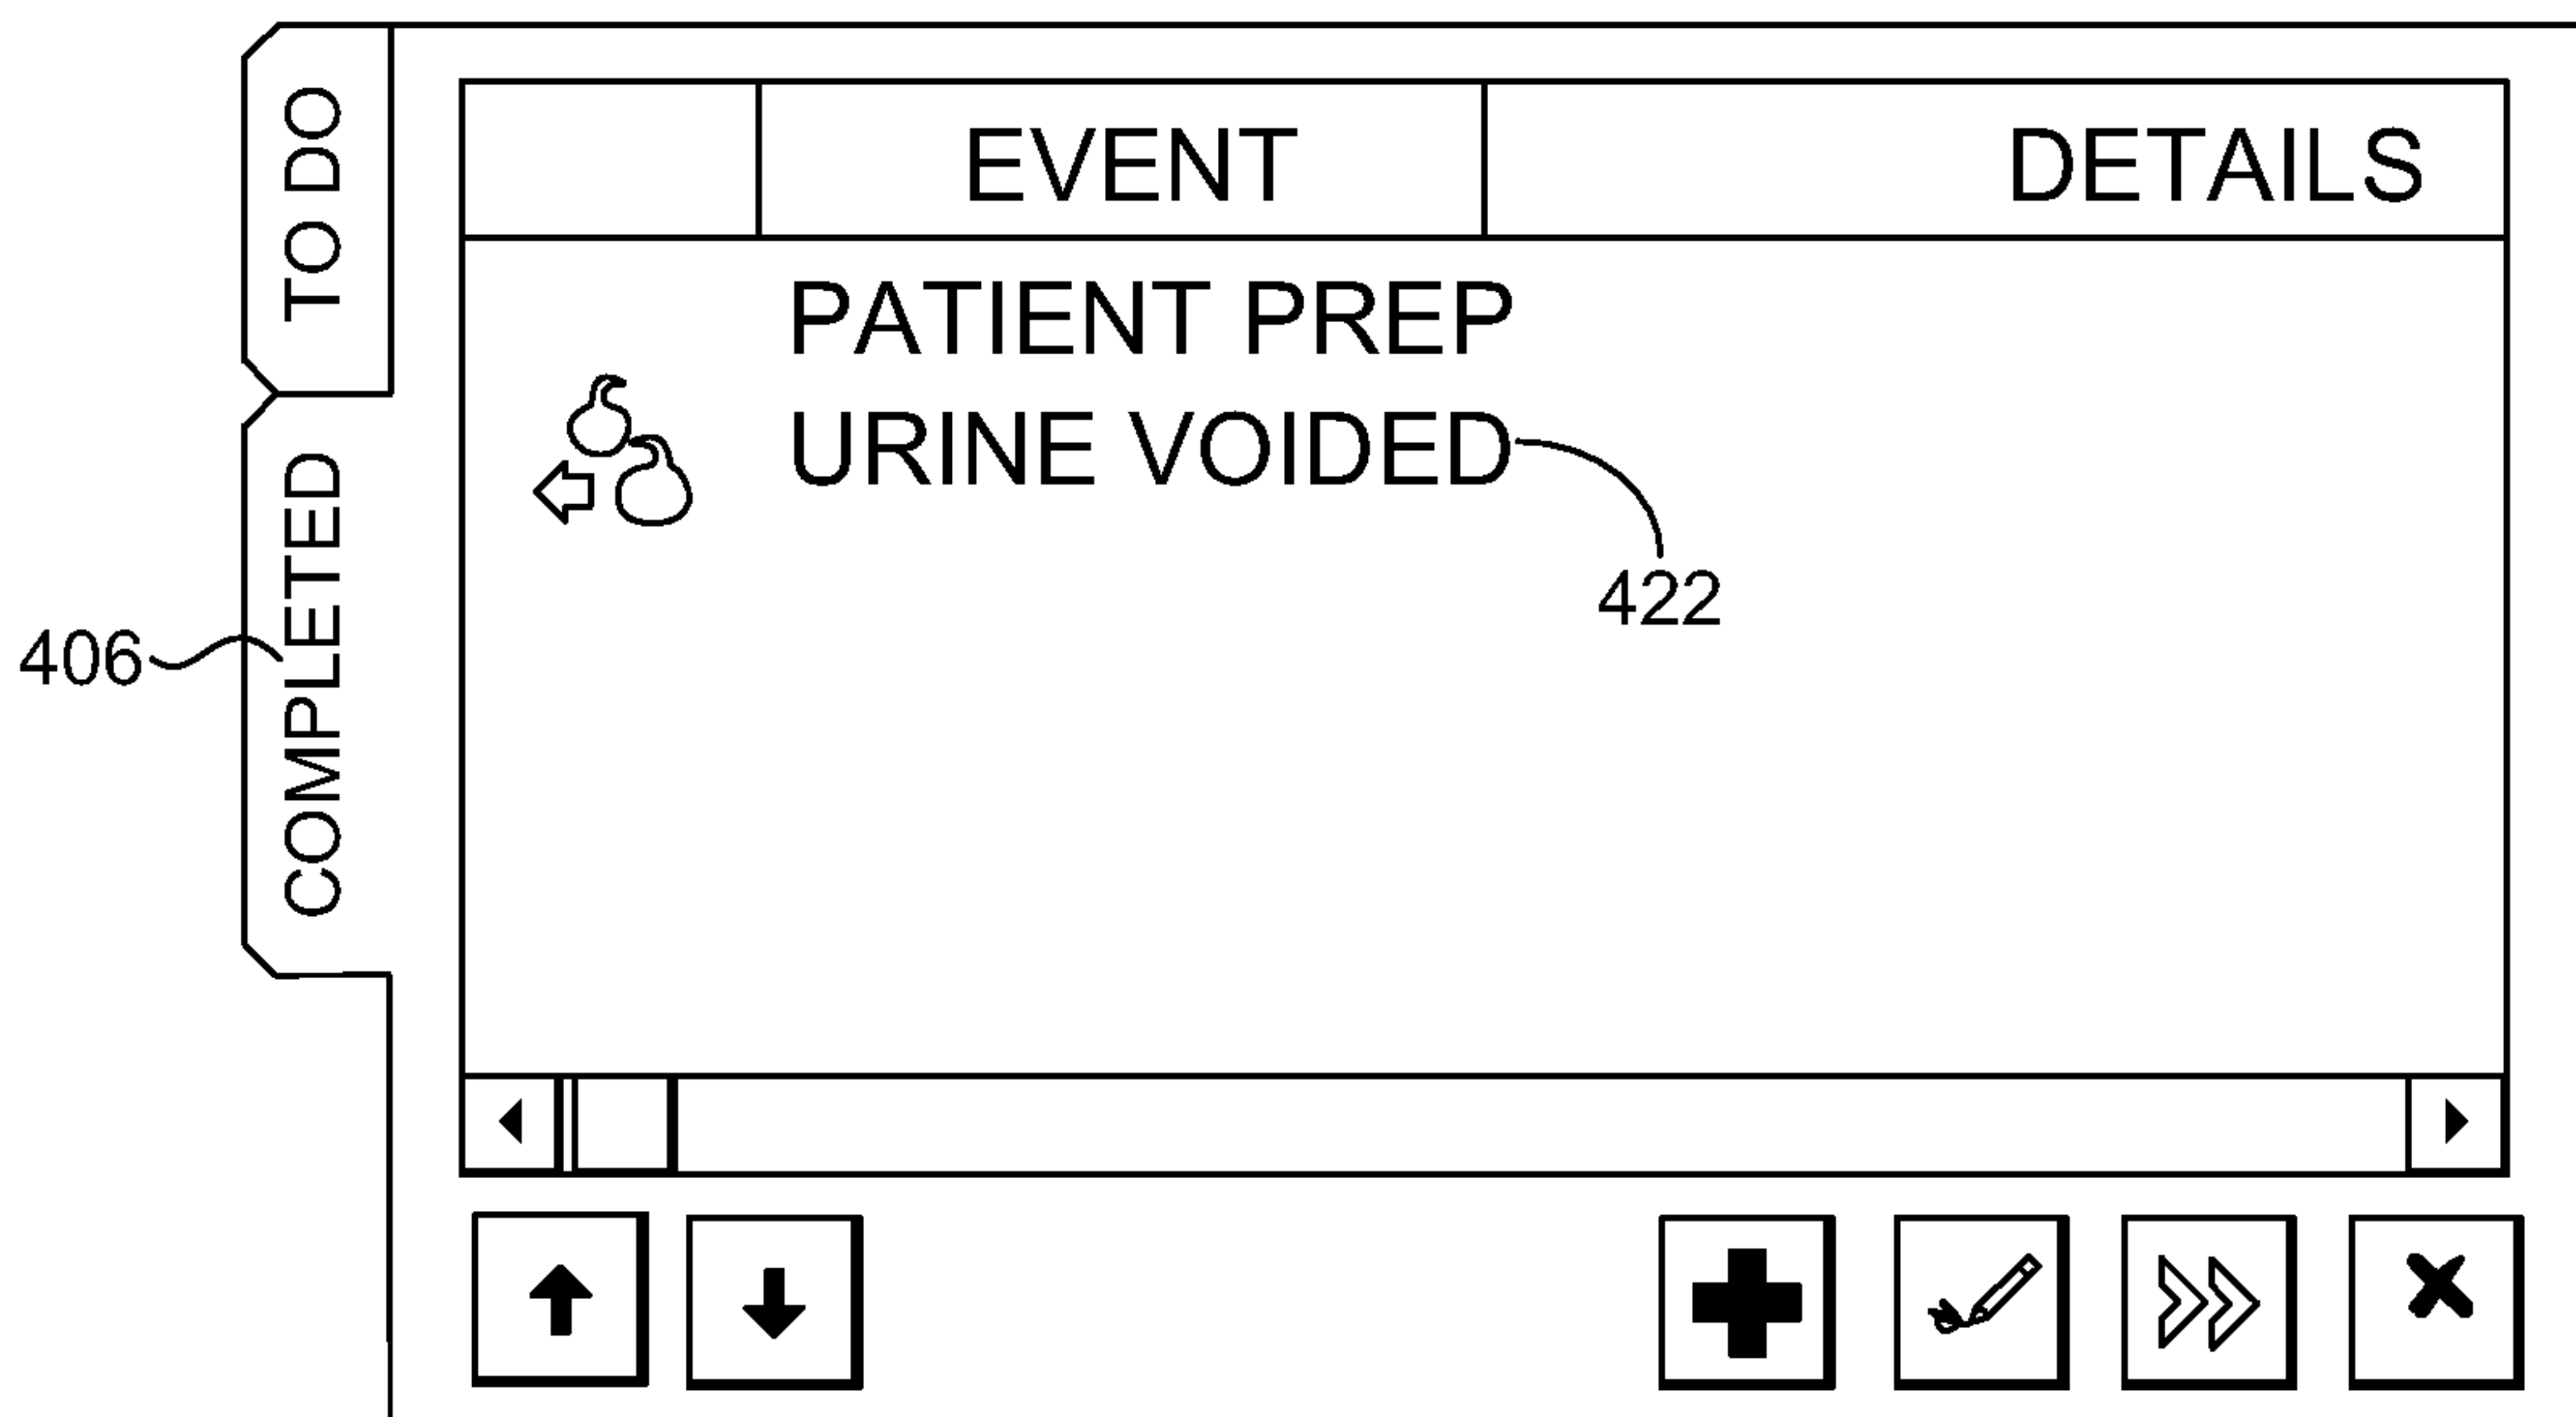 TO DO
COMPLETED
406
EVENT DETAILS
PATIENT PREP
URINE VOIDED
422